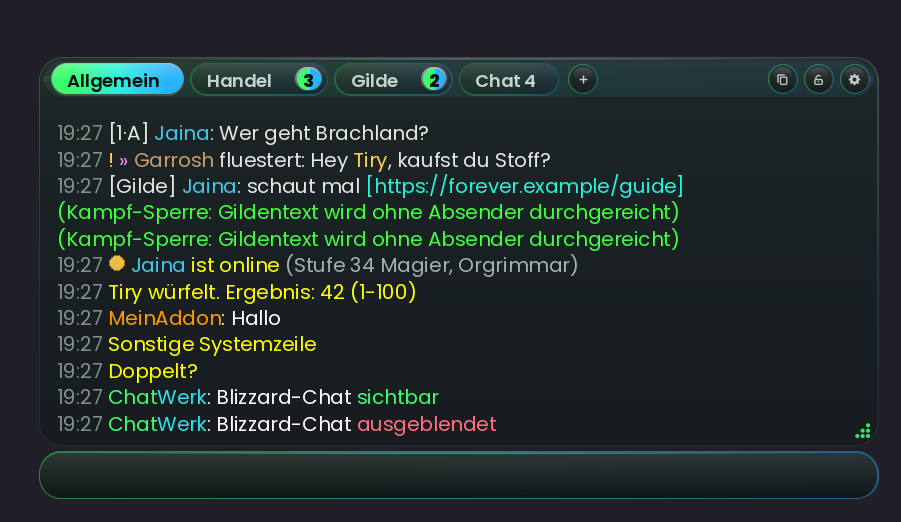 Allgemein Handel 3 Gilde 2 Chat 4 +
19:27 [1·A] Jaina: Wer geht Brachland?
19:27 ! » Garrosh fluestert: Hey Tiry, kaufst du Stoff?
19:27 [Gilde] Jaina: schaut mal [https://forever.example/guide]
(Kampf-Sperre: Gildentext wird ohne Absender durchgereicht)
(Kampf-Sperre: Gildentext wird ohne Absender durchgereicht)
19:27 Jaina ist online (Stufe 34 Magier, Orgrimmar)
19:27 Tiry würfelt. Ergebnis: 42 (1-100)
19:27 MeinAddon: Hallo
19:27 Sonstige Systemzeile
19:27 Doppelt?
19:27 ChatWerk: Blizzard-Chat sichtbar
19:27 ChatWerk: Blizzard-Chat ausgeblendet